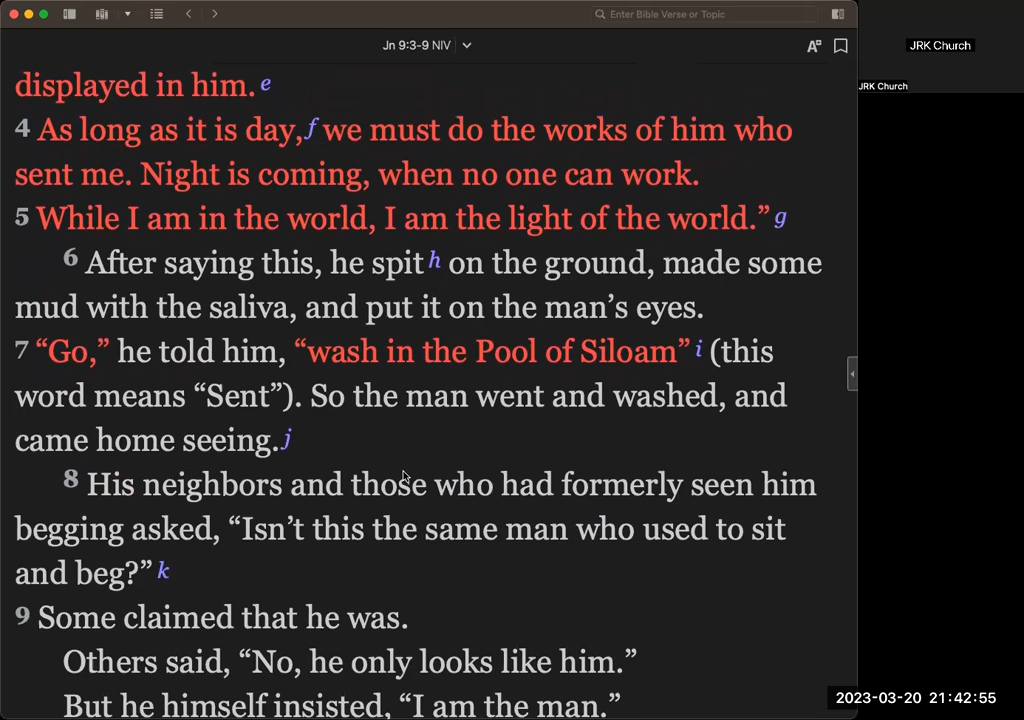 Enter Bible Verse or Topic
Jn 9:3-9 NIV
JRK Church
JRK Church
displayed in him. e
4 As long as it is day, f we must do the works of him who
sent me. Night is coming, when no one can work.
5 While I am in the world, I am the light of the world.” g
6 After saying this, he spit h on the ground, made some
mud with the saliva, and put it on the man’s eyes.
7 “Go,” he told him, “wash in the Pool of Siloam” i (this
word means “Sent”). So the man went and washed, and
came home seeing. j
8 His neighbors and those who had formerly seen him
begging asked, “Isn’t this the same man who used to sit
and beg?” k
9 Some claimed that he was.
Others said, “No, he only looks like him.”
But he himself insisted, “I am the man.”
2023-03-20 21:42:55